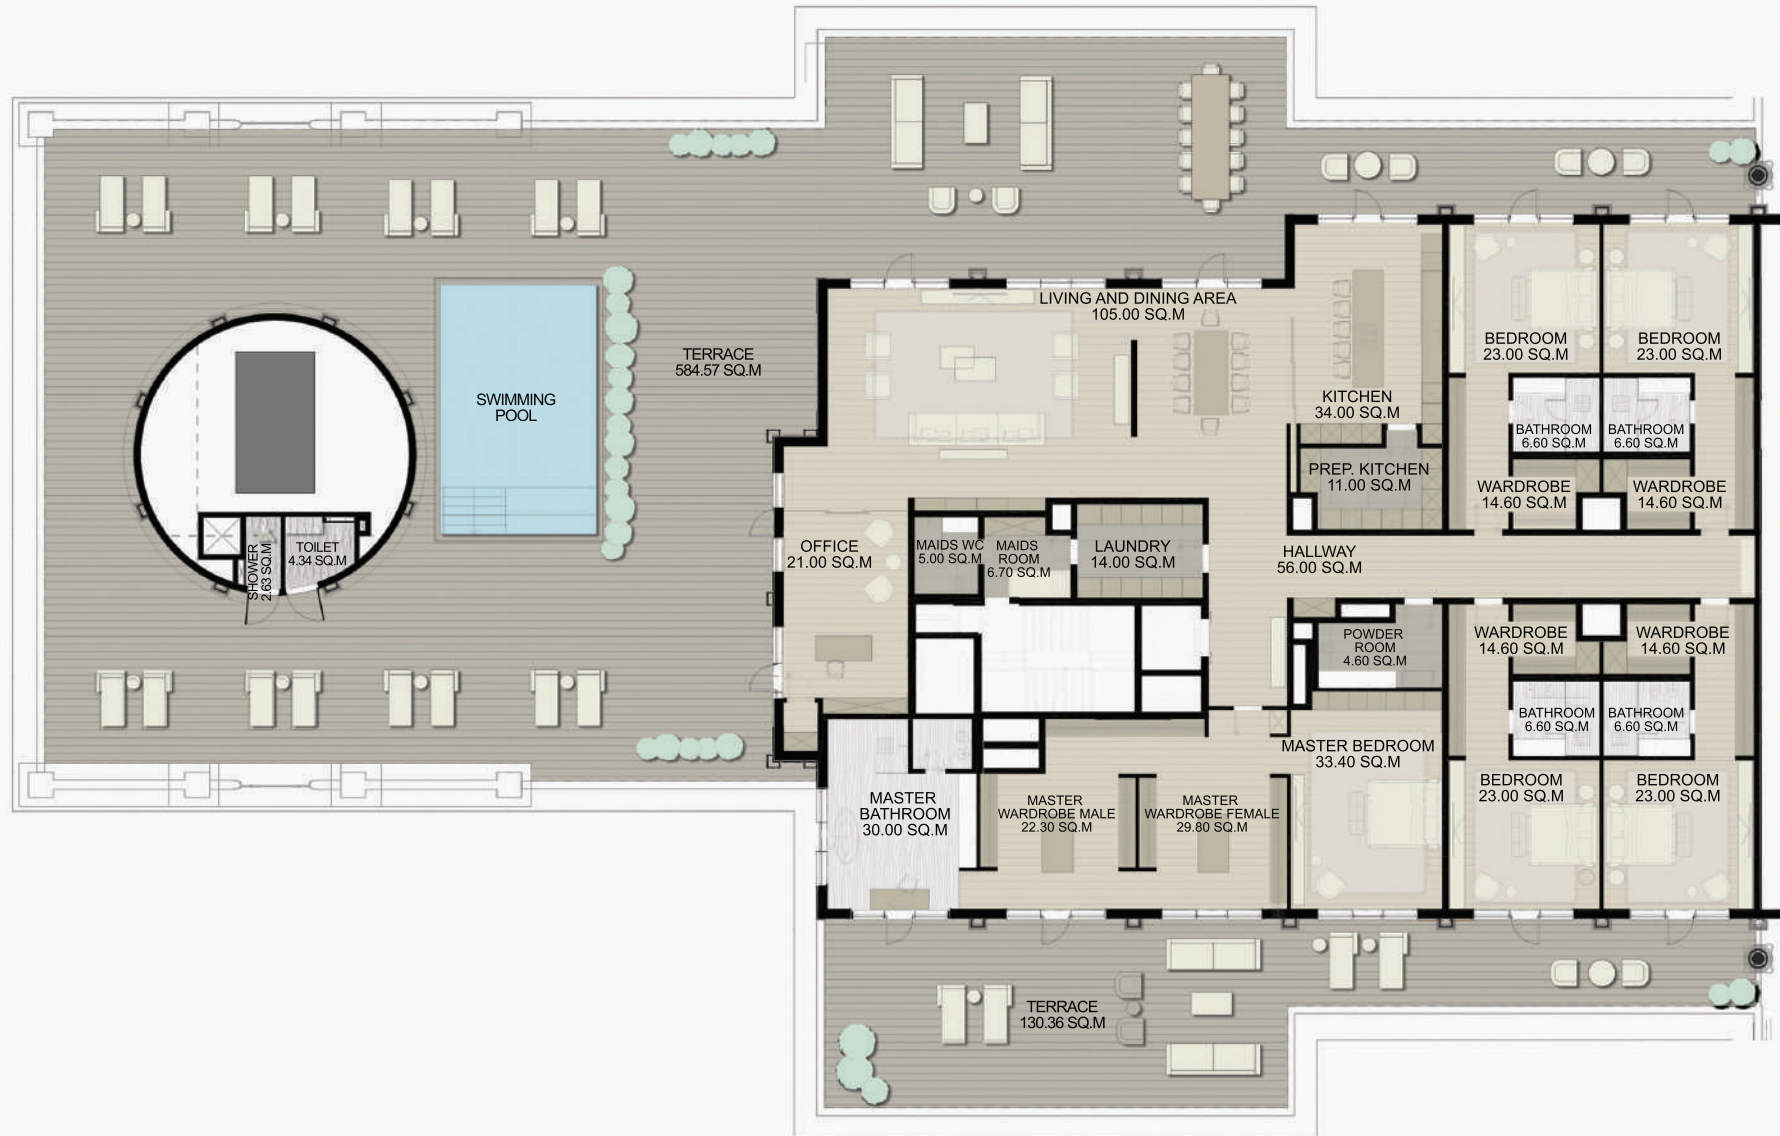 LIVING AND DINING AREA
105.00 SQ.M
BEDROOM
23.00 SQ.M
BEDROOM
23.00 SQ.M
TERRACE
584.57 SQ.M
SWIMMING
POOL
KITCHEN
34.00 SQ.M
BATHROOM
6.60 SQ.M
BATHROOM
6.60 SQ.M
PREP. KITCHEN
11.00 SQ.M
WARDROBE
14.60 SQ.M
WARDROBE
14.60 SQ.M
SHOWER
2.63 SQ.M
TOILET
4.34 SQ.M
OFFICE
21.00 SQ.M
MAIDS WC
5.00 SQ.M
MAIDS
ROOM
6.70 SQ.M
LAUNDRY
14.00 SQ.M
HALLWAY
56.00 SQ.M
POWDER
ROOM
4.60 SQ.M
WARDROBE
14.60 SQ.M
WARDROBE
14.60 SQ.M
BATHROOM
6.60 SQ.M
BATHROOM
6.60 SQ.M
MASTER BEDROOM
33.40 SQ.M
BEDROOM
23.00 SQ.M
BEDROOM
23.00 SQ.M
MASTER
BATHROOM
30.00 SQ.M
MASTER
WARDROBE MALE
22.30 SQ.M
MASTER
WARDROBE FEMALE
29.80 SQ.M
TERRACE
130.36 SQ.M